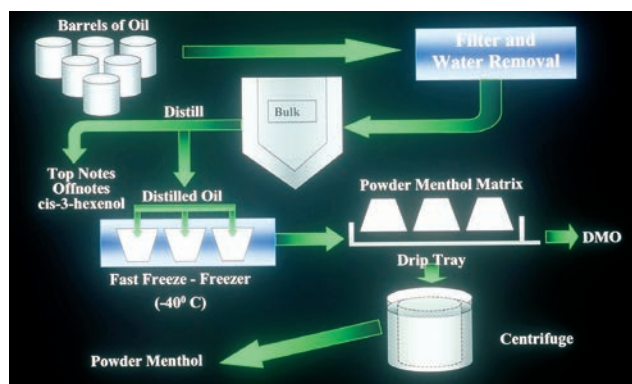 Barrels of Oil
Filter and
Water Removal
Bulk
Distill
Top Notes
Offnotes
cis-3-hexenol
Distilled Oil
Powder Menthol Matrix
DMO
Drip Tray
Fast Freeze - Freezer
(-40⁰ C)
Centrifuge
Powder Menthol